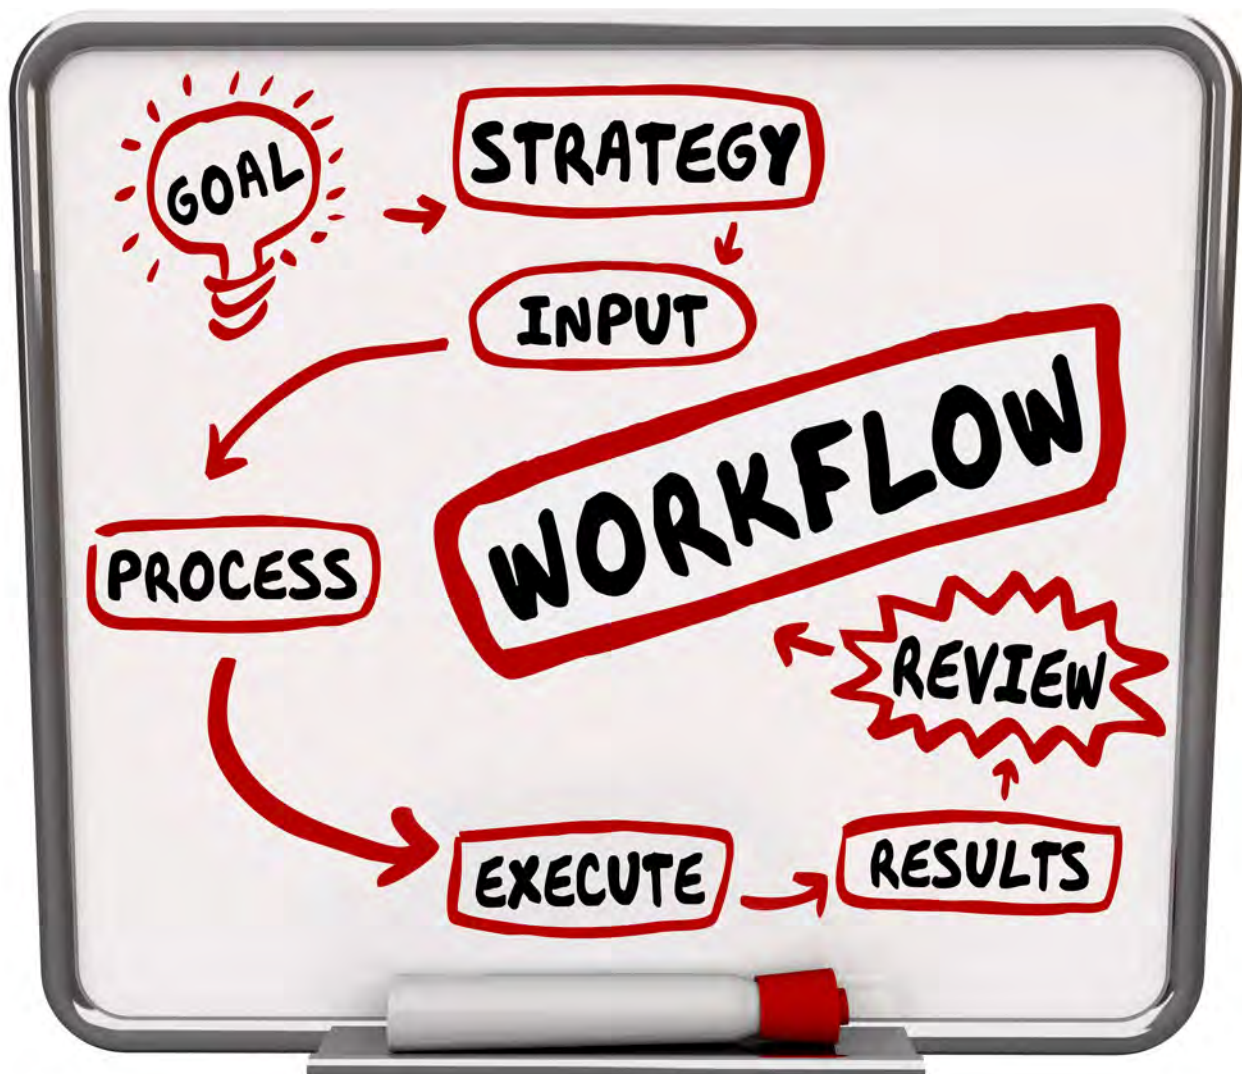 GOAL
STRATEGY
INPUT
PROCESS
EXECUTE
RESULTS
REVIEW
WORKFLOW